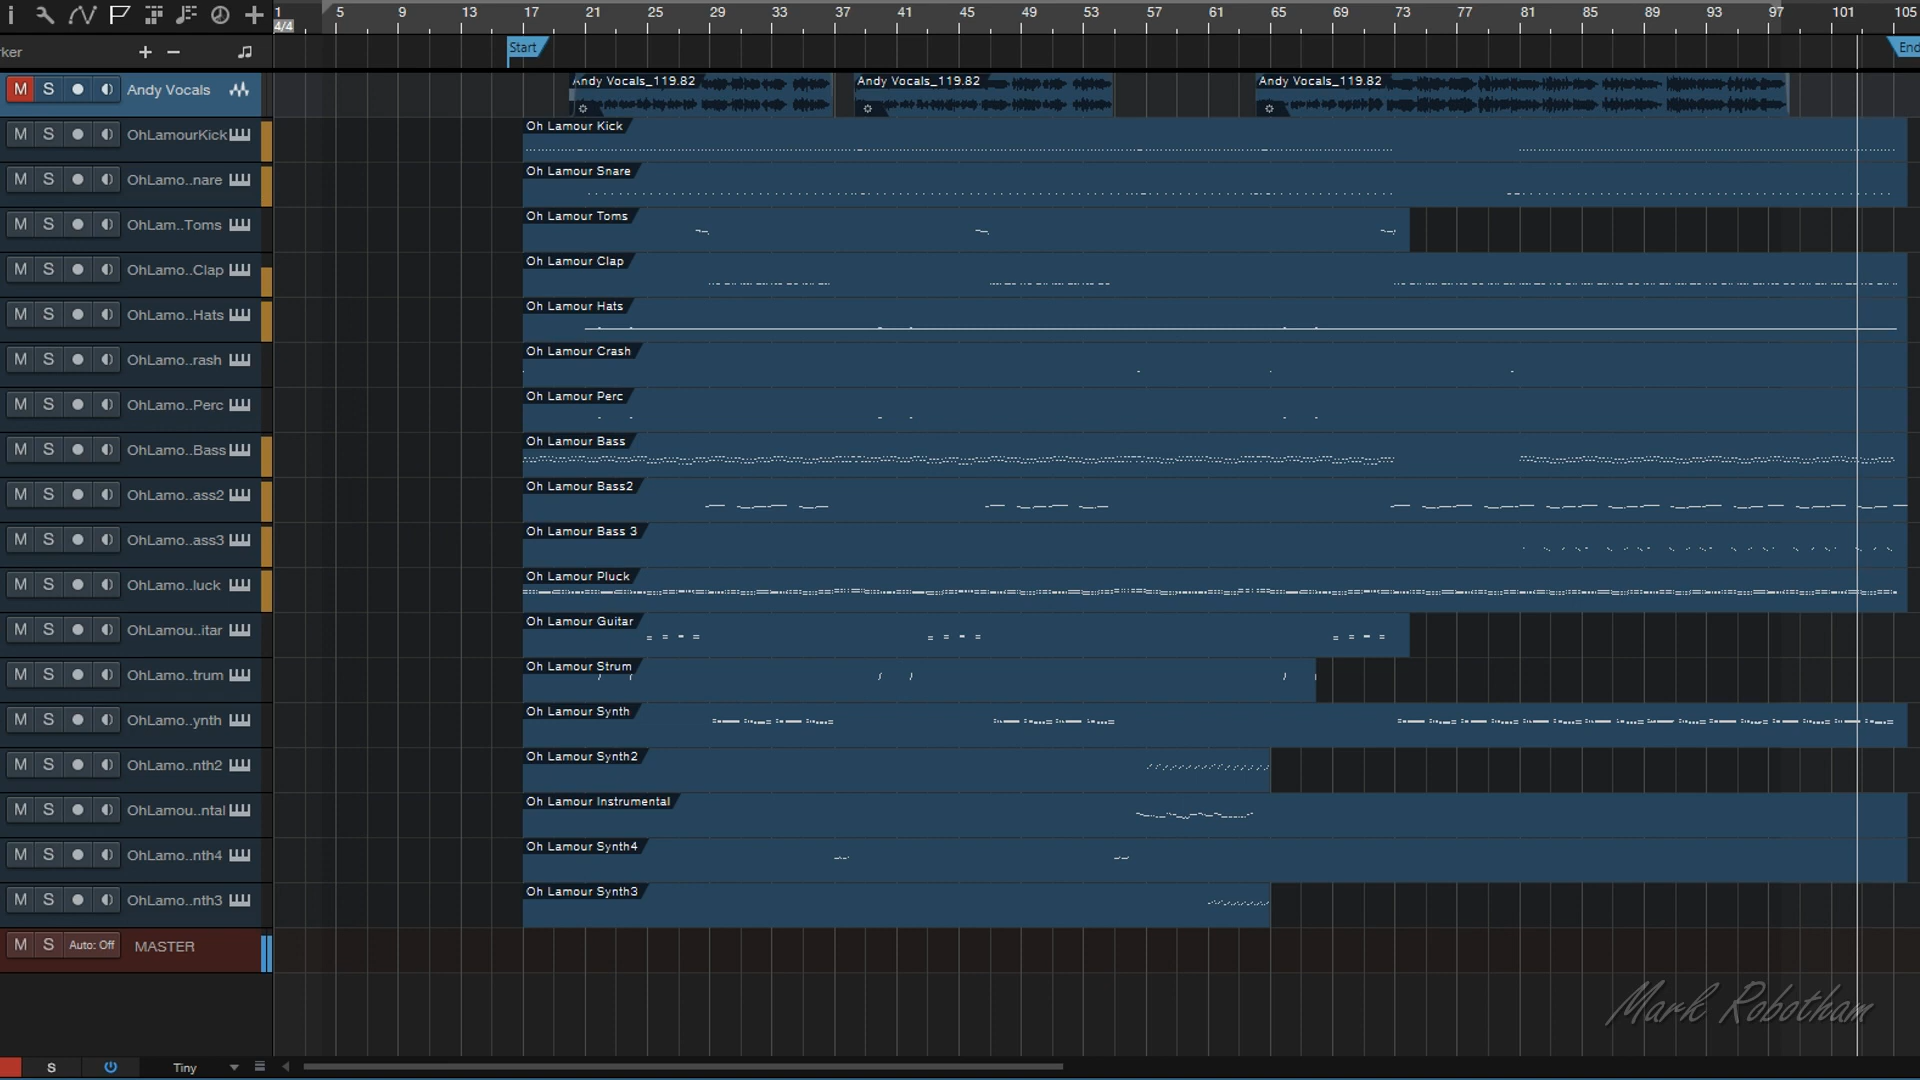 1 5 9 13 17 21 25 29 33 37 41 45 49 53 57 61 65 69 73 77 81 85 89 93 97 101 105
4/4
ker + −
Start
End
M S Andy Vocals
Andy Vocals_119.82 Andy Vocals_119.82 Andy Vocals_119.82
M S OhLamourKick
Oh Lamour Kick
M S OhLamo..nare
Oh Lamour Snare
M S OhLam..Toms
Oh Lamour Toms
M S OhLamo..Clap
Oh Lamour Clap
M S OhLamo..Hats
Oh Lamour Hats
M S OhLamo..rash
Oh Lamour Crash
M S OhLamo..Perc
Oh Lamour Perc
M S OhLamo..Bass
Oh Lamour Bass
M S OhLamo..ass2
Oh Lamour Bass2
M S OhLamo..ass3
Oh Lamour Bass 3
M S OhLamo..luck
Oh Lamour Pluck
M S OhLamou..itar
Oh Lamour Guitar
M S OhLamo..trum
Oh Lamour Strum
M S OhLamo..ynth
Oh Lamour Synth
M S OhLamo..nth2
Oh Lamour Synth2
M S OhLamou..ntal
Oh Lamour Instrumental
M S OhLamo..nth4
Oh Lamour Synth4
M S OhLamo..nth3
Oh Lamour Synth3
M S Auto: Off MASTER
Mark Robotham
S Tiny